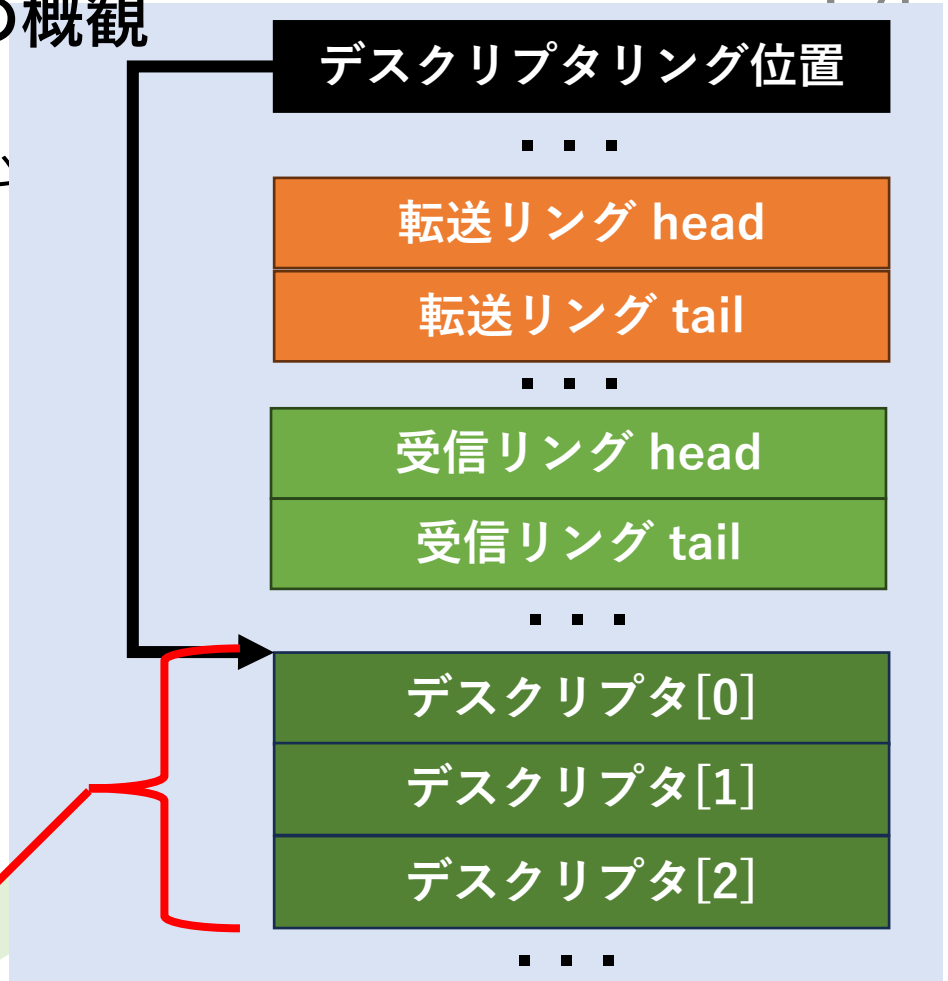 の概観
デスクリプタリング位置
・・・
転送リング head
転送リング tail
・・・
受信リング head
受信リング tail
・・・
デスクリプタ[0]
デスクリプタ[1]
デスクリプタ[2]
・・・